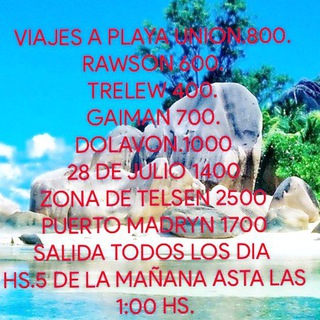 VIAJES A PLAYA UNION.800.
RAWSON.600.
TRELEW 400.
GAIMAN 700.
DOLAVON.1000
28 DE JULIO 1400.
ZONA DE TELSEN 2500
PUERTO MADRYN 1700
SALIDA TODOS LOS DIA
HS.5 DE LA MAÑANA ASTA LAS
1:00 HS.